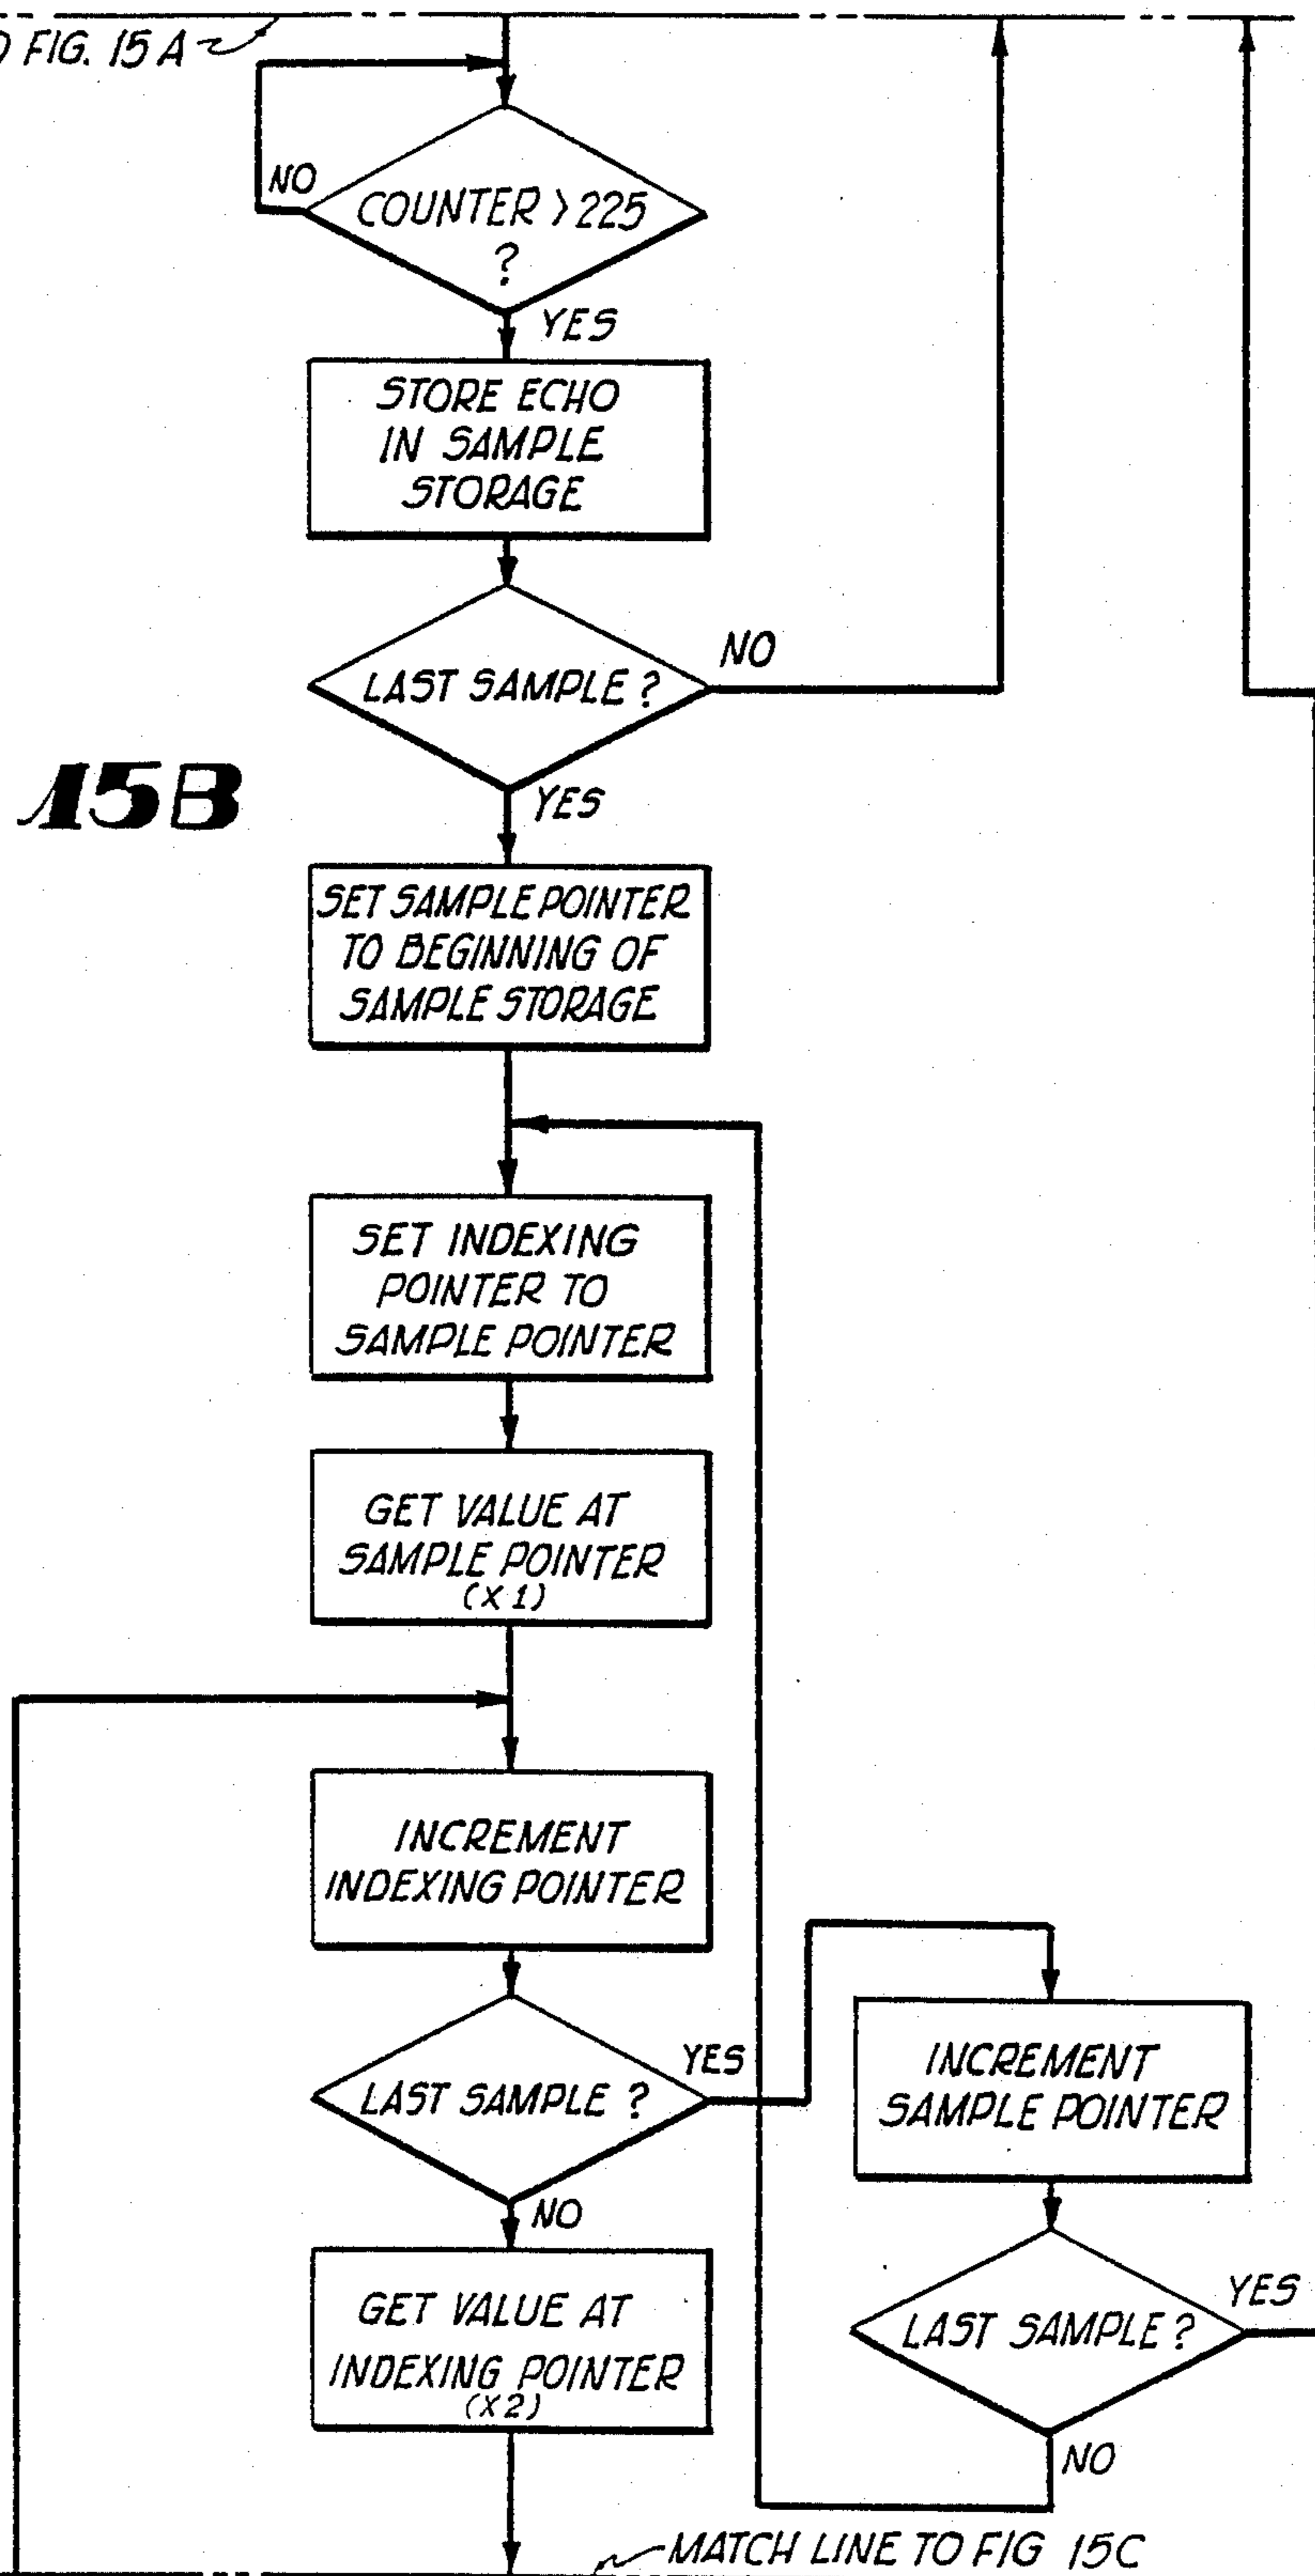 FIG. 15A
NO
COUNTER > 225
?
YES
STORE ECHO
IN SAMPLE
STORAGE
LAST SAMPLE ?
NO
YES
15B
SET SAMPLE POINTER
TO BEGINNING OF
SAMPLE STORAGE
SET INDEXING
POINTER TO
SAMPLE POINTER
GET VALUE AT
SAMPLE POINTER
(X1)
INCREMENT
INDEXING POINTER
LAST SAMPLE ?
YES
NO
INCREMENT
SAMPLE POINTER
LAST SAMPLE ?
YES
NO
GET VALUE AT
INDEXING POINTER
(X2)
MATCH LINE TO FIG 15C